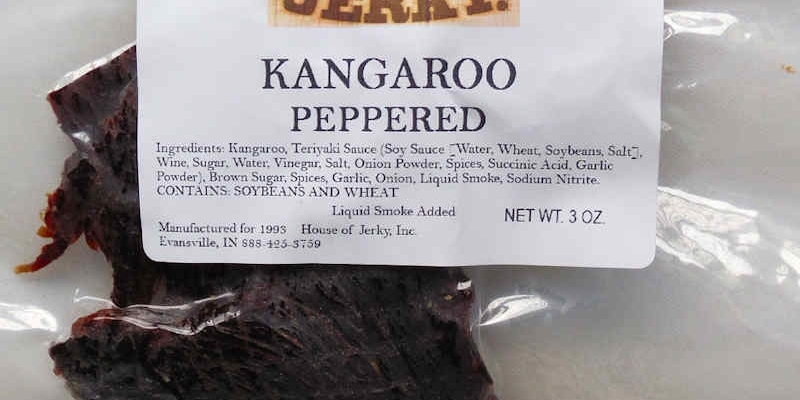 JERKY!
KANGAROO
PEPPERED
Ingredients: Kangaroo, Teriyaki Sauce (Soy Sauce [Water, Wheat, Soybeans, Salt],
Wine, Sugar, Water, Vinegar, Salt, Onion Powder, Spices, Succinic Acid, Garlic
Powder), Brown Sugar, Spices, Garlic, Onion, Liquid Smoke, Sodium Nitrite.
CONTAINS: SOYBEANS AND WHEAT
Liquid Smoke Added
NET WT. 3 OZ.
Manufactured for 1993 House of Jerky, Inc.
Evansville, IN 888-425-3759